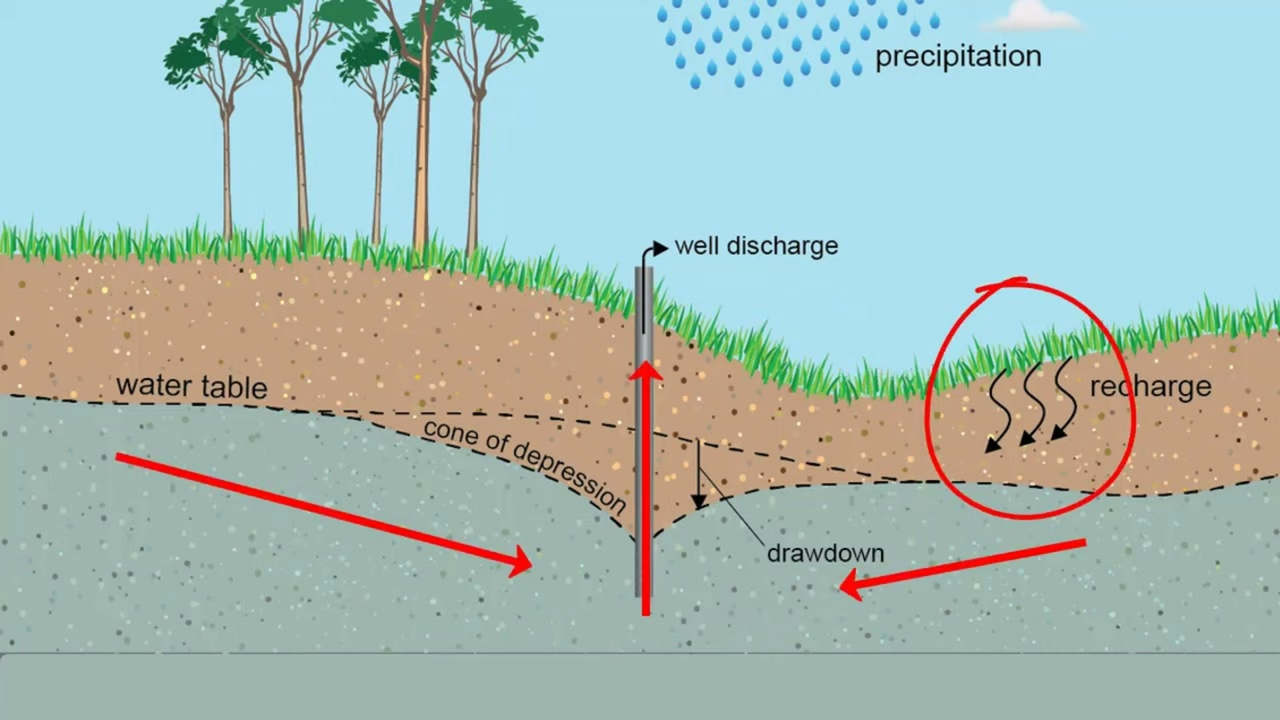 precipitation
well discharge
water table
recharge
cone of depression
drawdown